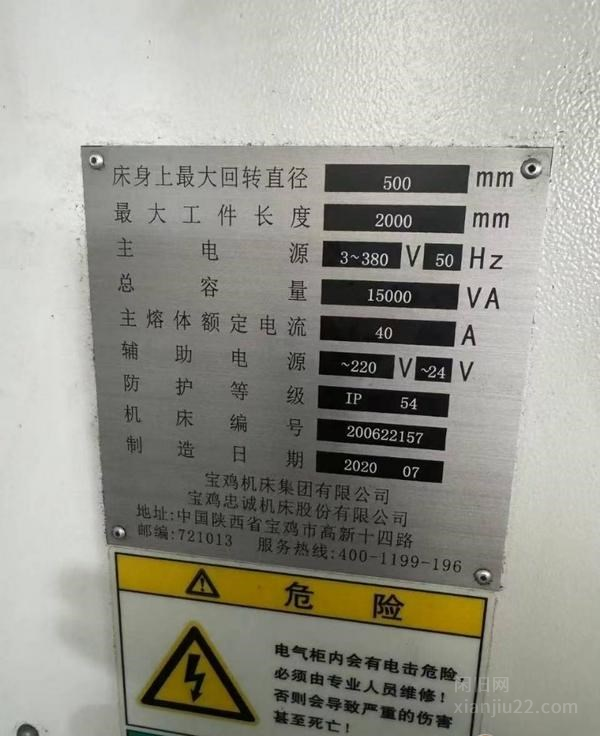 床身上最大回转直径 500 mm
最大工件长度 2000 mm
主电源 3~380 V 50 Hz
总容量 15000 VA
主熔体额定电流 40 A
辅助电源 ~220 V ~24 V
防护等级 IP 54
机床编号 200622157
制造日期 2020 07
宝鸡机床集团有限公司
宝鸡忠诚机床股份有限公司
地址:中国陕西省宝鸡市高新十四路
邮编:721013 服务热线:400-1199-196
危险
电气柜内会有电击危险,
必须由专业人员维修!
否则会导致严重的伤害
甚至死亡!
闲旧网
xianjiu22.com